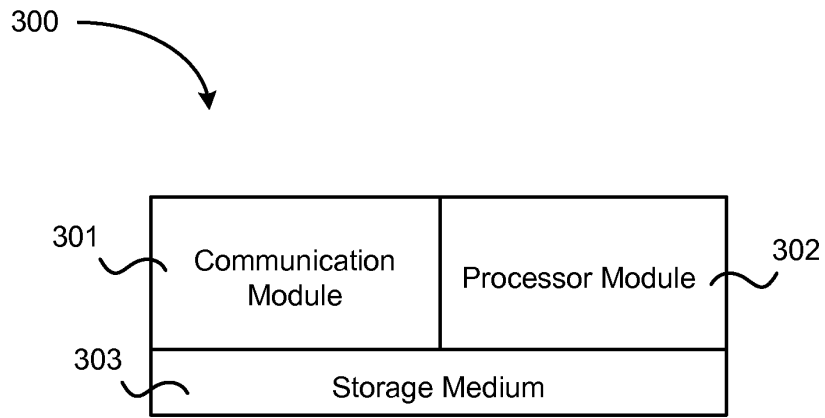 300
301
Communication
Module
Processor Module
302
303
Storage Medium